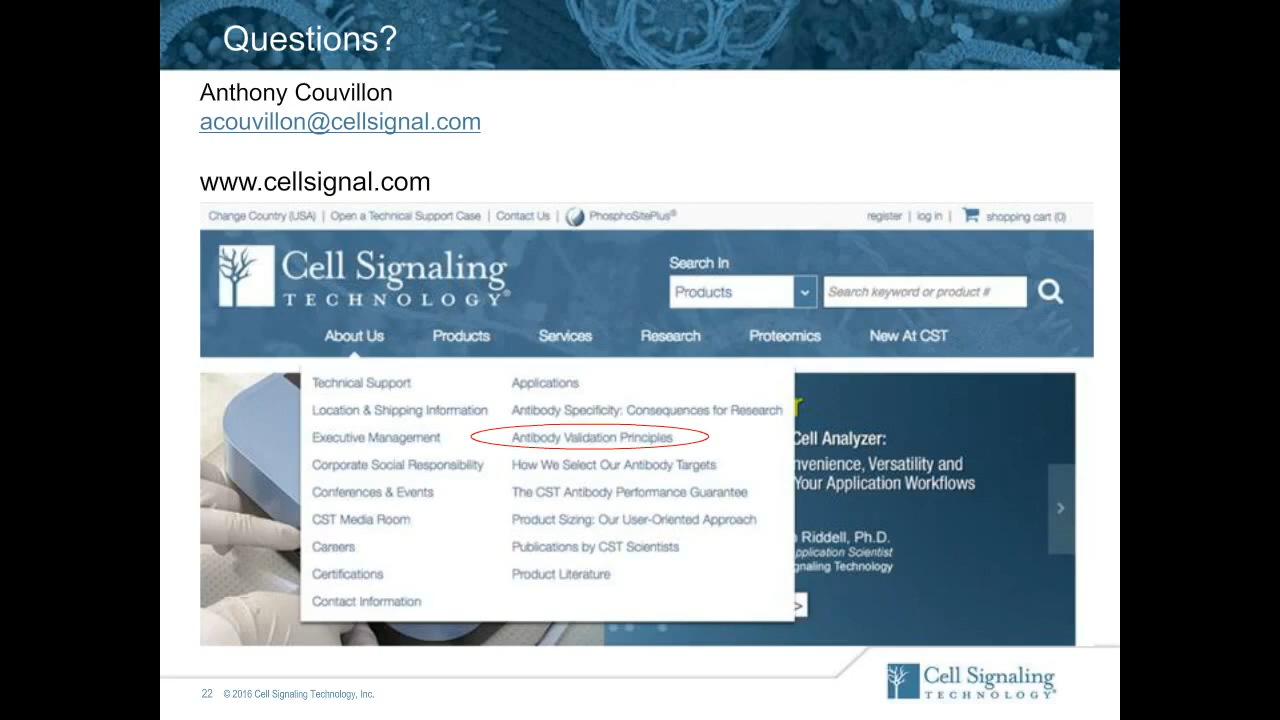 Questions?
Anthony Couvillon
acouvillon@cellsignal.com
www.cellsignal.com
Change Country (USA) | Open a Technical Support Case | Contact Us | PhosphoSitePlus®
register | log in | shopping cart (0)
Cell Signaling
TECHNOLOGY®
Search In
Products
Search keyword or product #
About Us Products Services Research Proteomics New At CST
Technical Support
Location & Shipping Information
Executive Management
Corporate Social Responsibility
Conferences & Events
CST Media Room
Careers
Certifications
Contact Information
Applications
Antibody Specificity: Consequences for Research
Antibody Validation Principles
How We Select Our Antibody Targets
The CST Antibody Performance Guarantee
Product Sizing: Our User-Oriented Approach
Publications by CST Scientists
Product Literature
Cell Analyzer:
nvenience, Versatility and
Your Application Workflows
Riddell, Ph.D.
pplication Scientist
gnaling Technology
22 © 2016 Cell Signaling Technology, Inc.
Cell Signaling
TECHNOLOGY®